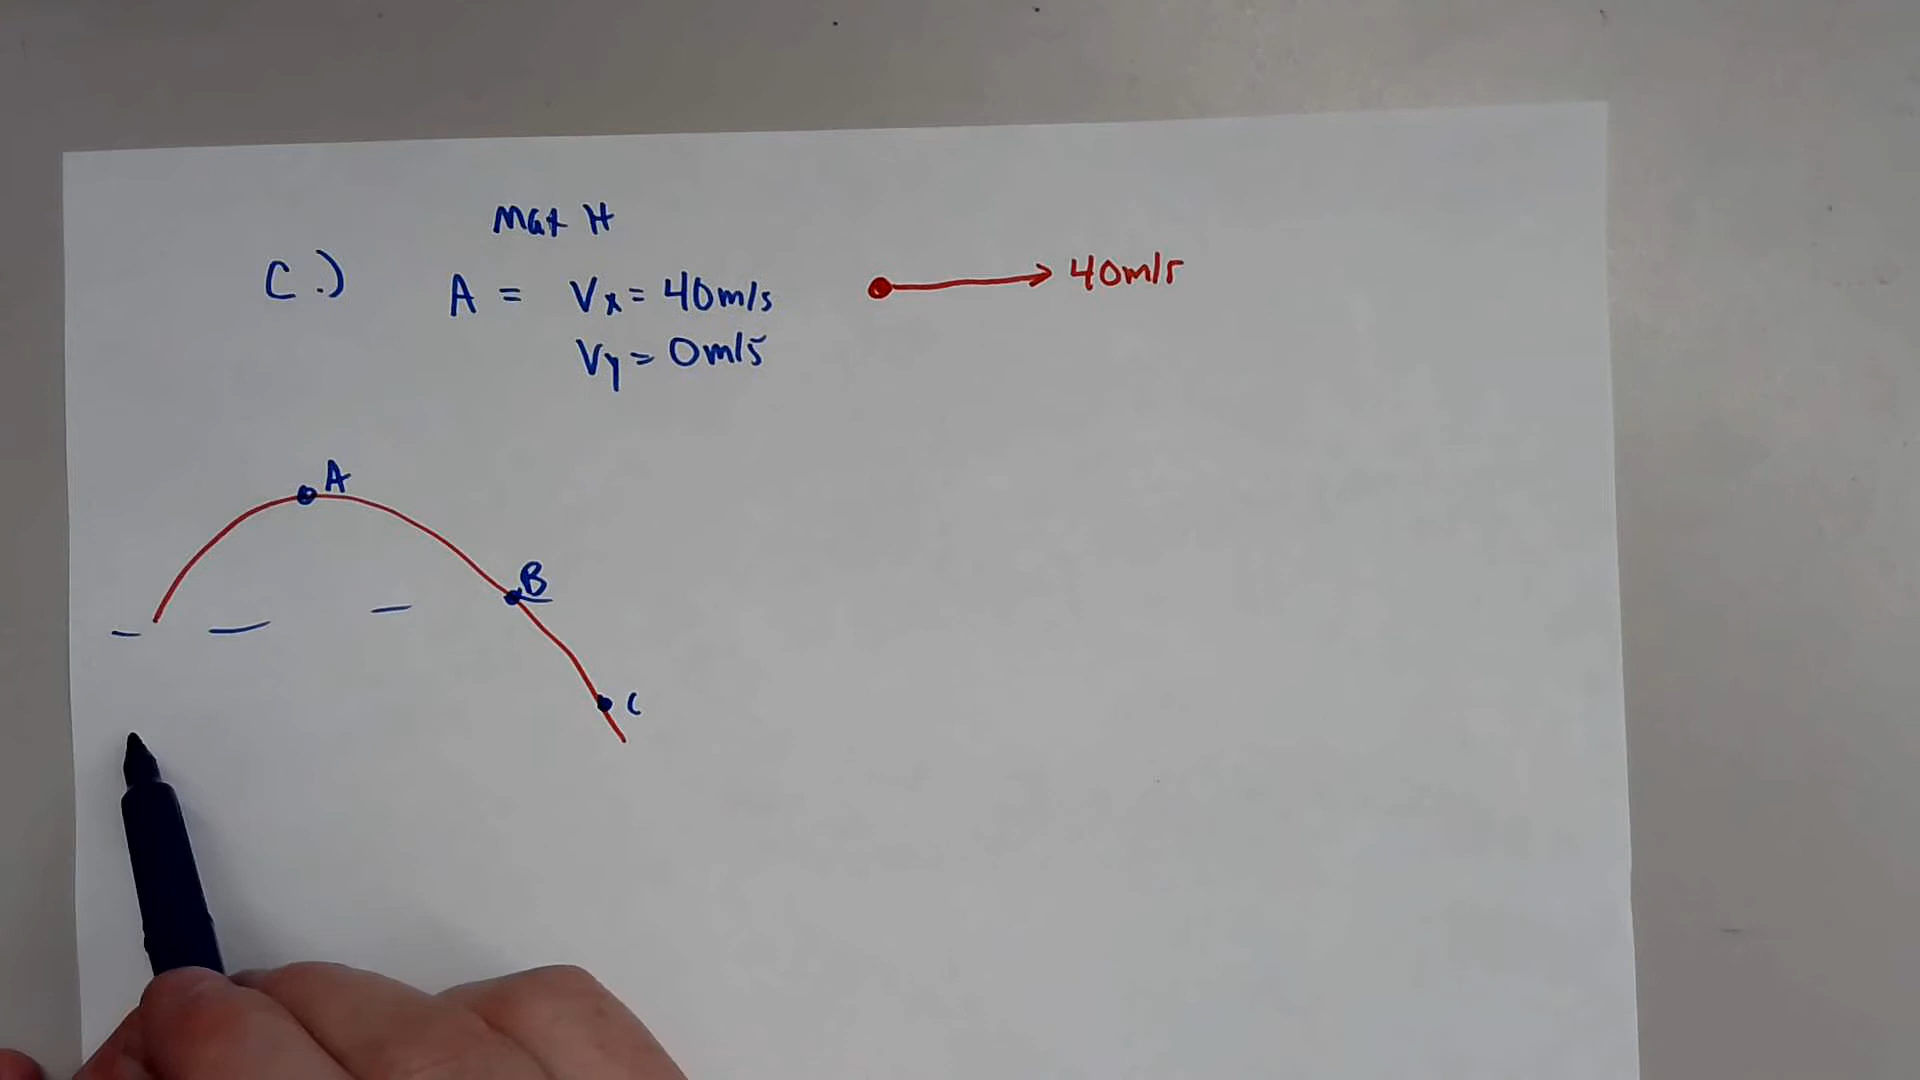 Max H
C.) A = Vx = 40m/s 40m/s
Vy = 0m/s
A
B
C